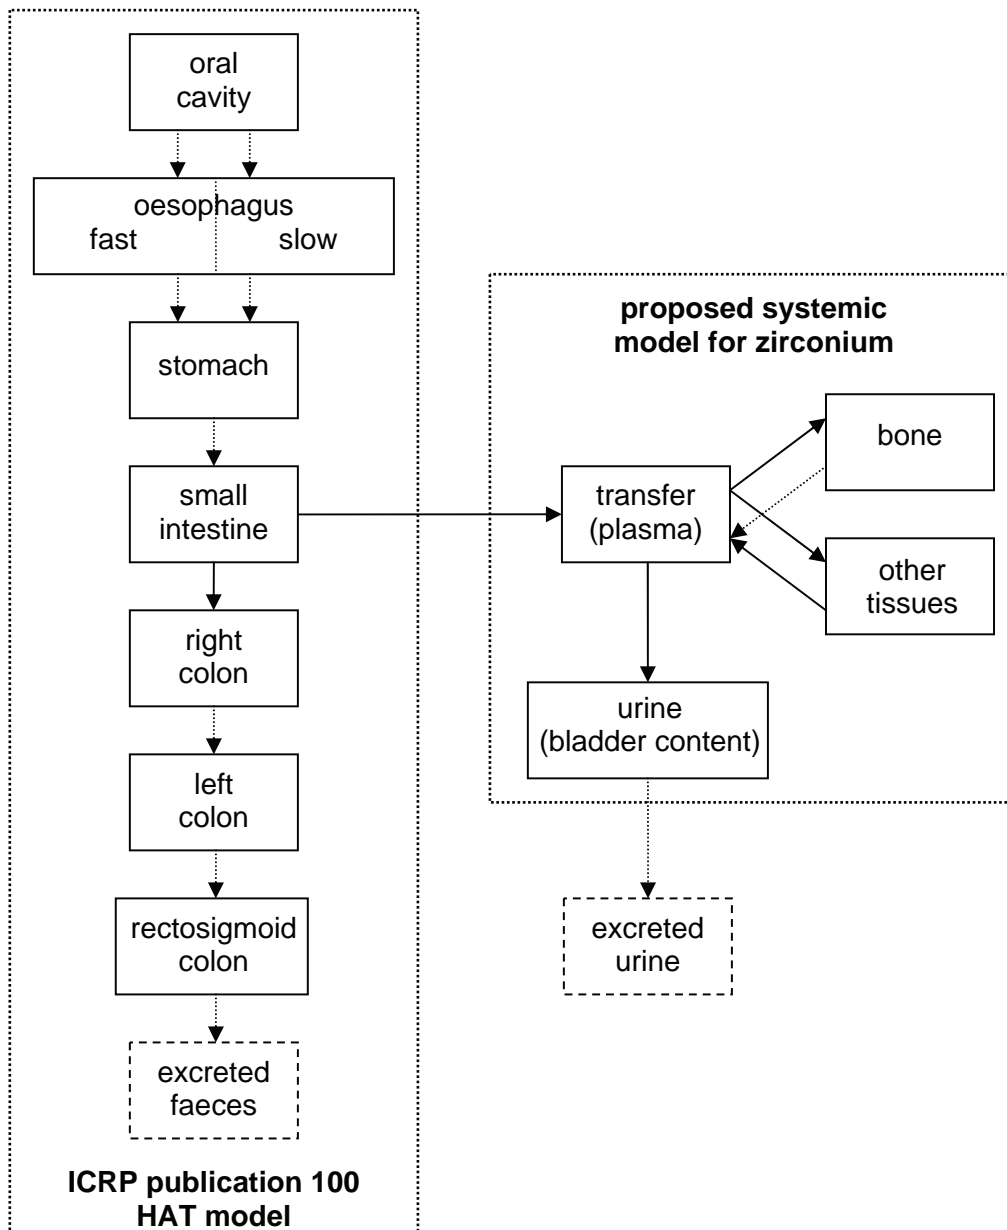 oral
cavity
oesophagus
fast slow
stomach
small
intestine
right
colon
left
colon
rectosigmoid
colon
excreted
faeces
ICRP publication 100
HAT model
proposed systemic
model for zirconium
bone
transfer
(plasma)
other
tissues
urine
(bladder content)
excreted
urine